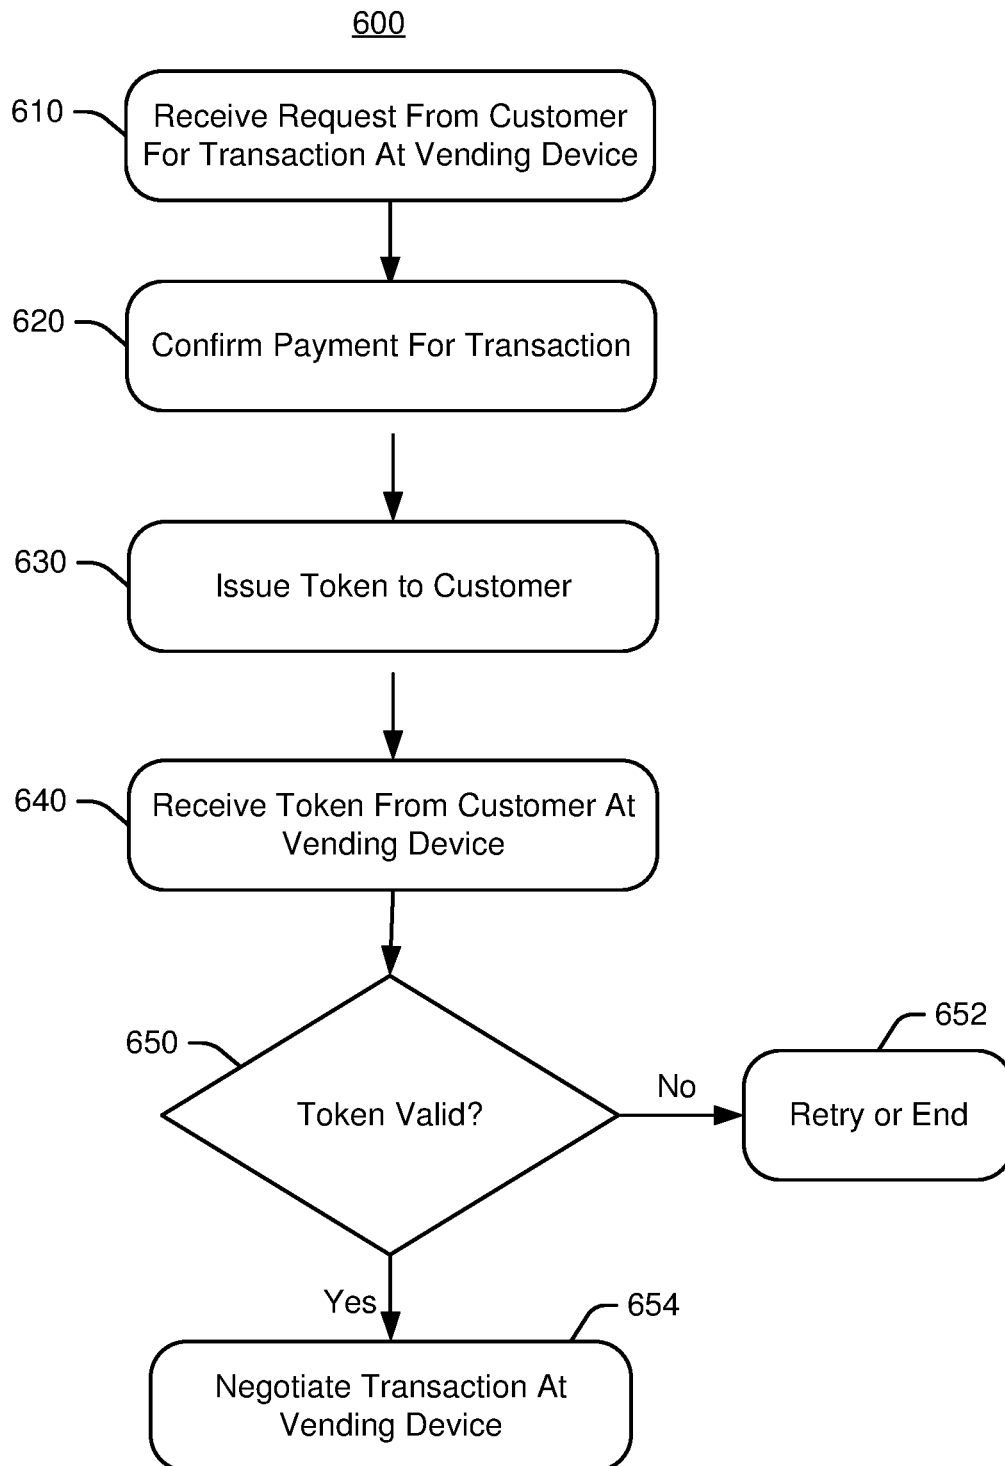 600
610
Receive Request From Customer
For Transaction At Vending Device
620
Confirm Payment For Transaction
630
Issue Token to Customer
640
Receive Token From Customer At
Vending Device
650
Token Valid?
No
652
Retry or End
Yes
654
Negotiate Transaction At
Vending Device